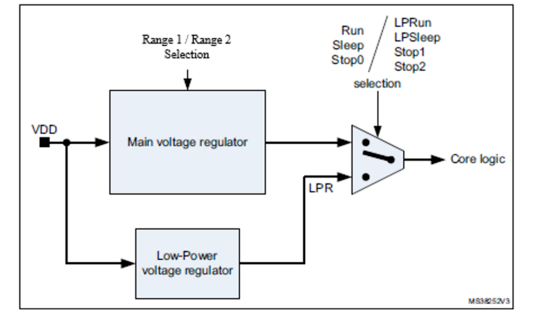 Range 1 / Range 2
Selection
Run
Sleep
Stop0
LPRun
LPSleep
Stop1
Stop2
selection
VDD
Main voltage regulator
Core logic
LPR
Low-Power
voltage regulator
MS38252V3